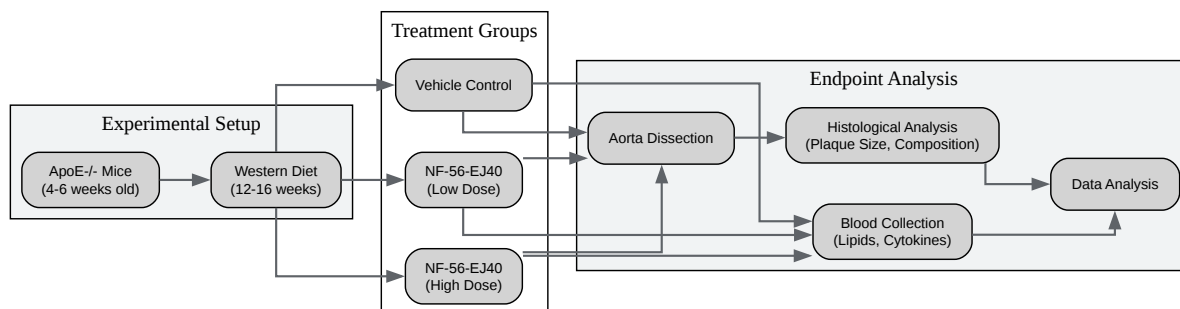 Experimental Setup
ApoE-/- Mice
(4-6 weeks old)
Western Diet
(12-16 weeks)
Treatment Groups
Vehicle Control
NF-56-EJ40
(Low Dose)
NF-56-EJ40
(High Dose)
Endpoint Analysis
Aorta Dissection
Histological Analysis
(Plaque Size, Composition)
Blood Collection
(Lipids, Cytokines)
Data Analysis